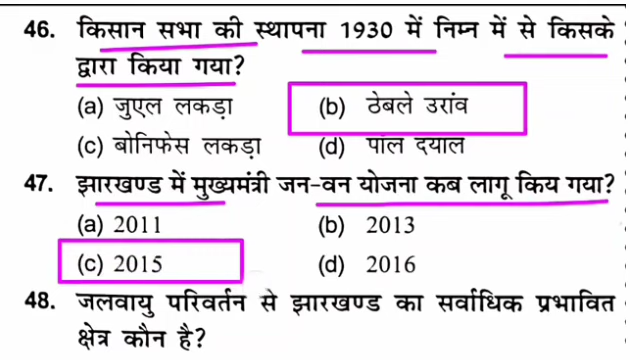 46. किसान सभा की स्थापना 1930 में निम्न में से किसके
द्वारा किया गया?
(a) जुएल लकड़ा (b) ठेबले उरांव
(c) बोनिफेस लकड़ा (d) पॉल दयाल
47. झारखण्ड में मुख्यमंत्री जन-वन योजना कब लागू किय गया?
(a) 2011 (b) 2013
(c) 2015 (d) 2016
48. जलवायु परिवर्तन से झारखण्ड का सर्वाधिक प्रभावित
क्षेत्र कौन है?